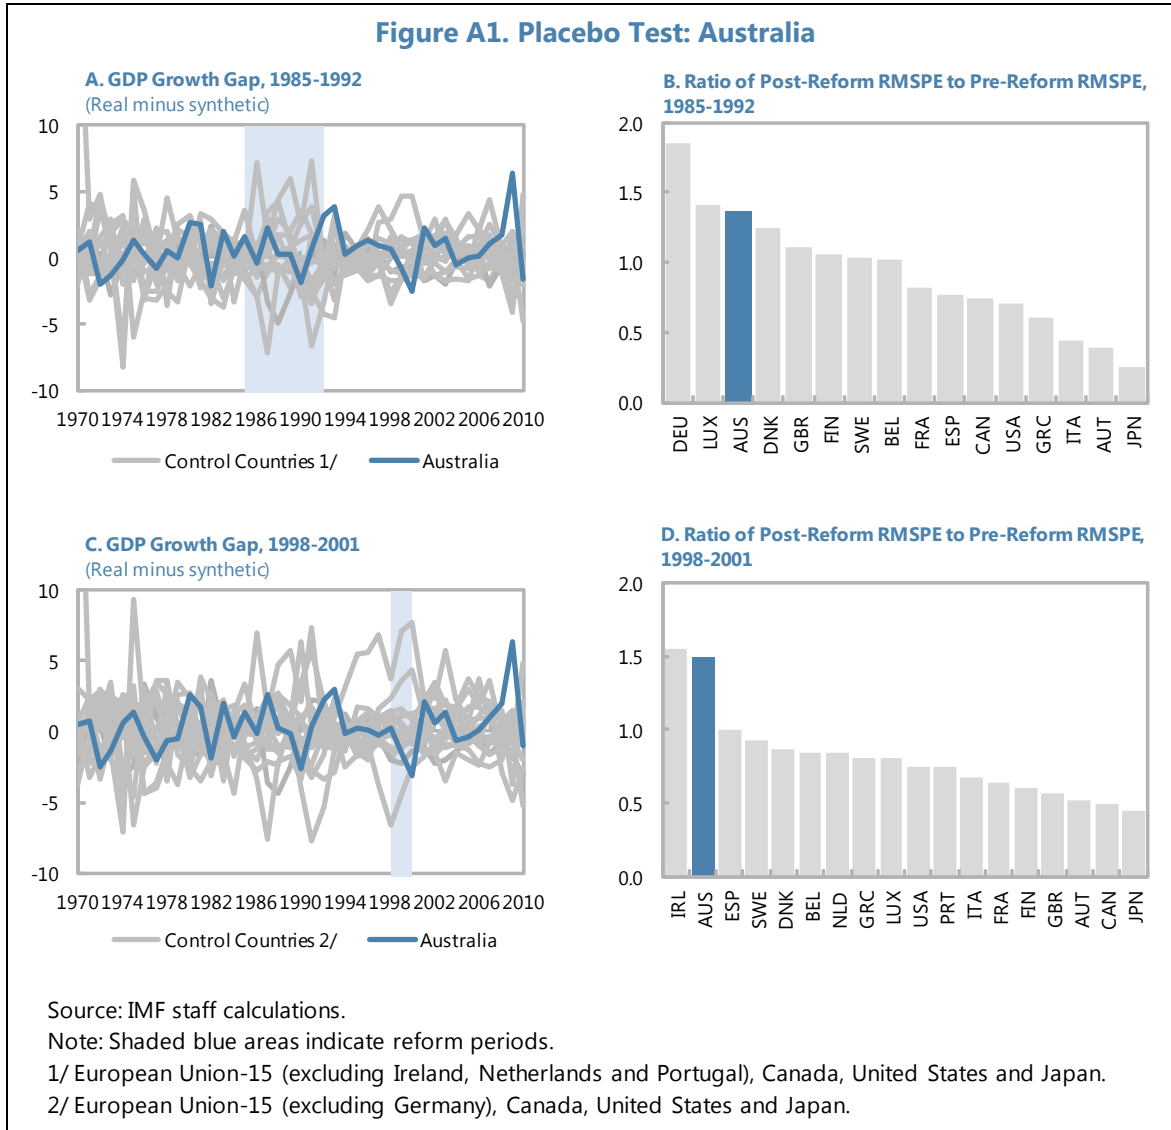 Figure A1. Placebo Test: Australia
A. GDP Growth Gap, 1985-1992
(Real minus synthetic)
10
5
0
-5
-10
1970 1974 1978 1982 1986 1990 1994 1998 2002 2006 2010
Control Countries 1/ Australia
B. Ratio of Post-Reform RMSPE to Pre-Reform RMSPE,
1985-1992
2.0
1.5
1.0
0.5
0.0
DEU LUX AUS DNK GBR FIN SWE BEL FRA ESP CAN USA GRC ITA AUT JPN
C. GDP Growth Gap, 1998-2001
(Real minus synthetic)
10
5
0
-5
-10
1970 1974 1978 1982 1986 1990 1994 1998 2002 2006 2010
Control Countries 2/ Australia
D. Ratio of Post-Reform RMSPE to Pre-Reform RMSPE,
1998-2001
2.0
1.5
1.0
0.5
0.0
IRL AUS ESP SWE DNK BEL NLD GRC LUX USA PRT ITA FRA FIN GBR AUT CAN JPN
Source: IMF staff calculations.
Note: Shaded blue areas indicate reform periods.
1/ European Union-15 (excluding Ireland, Netherlands and Portugal), Canada, United States and Japan.
2/ European Union-15 (excluding Germany), Canada, United States and Japan.